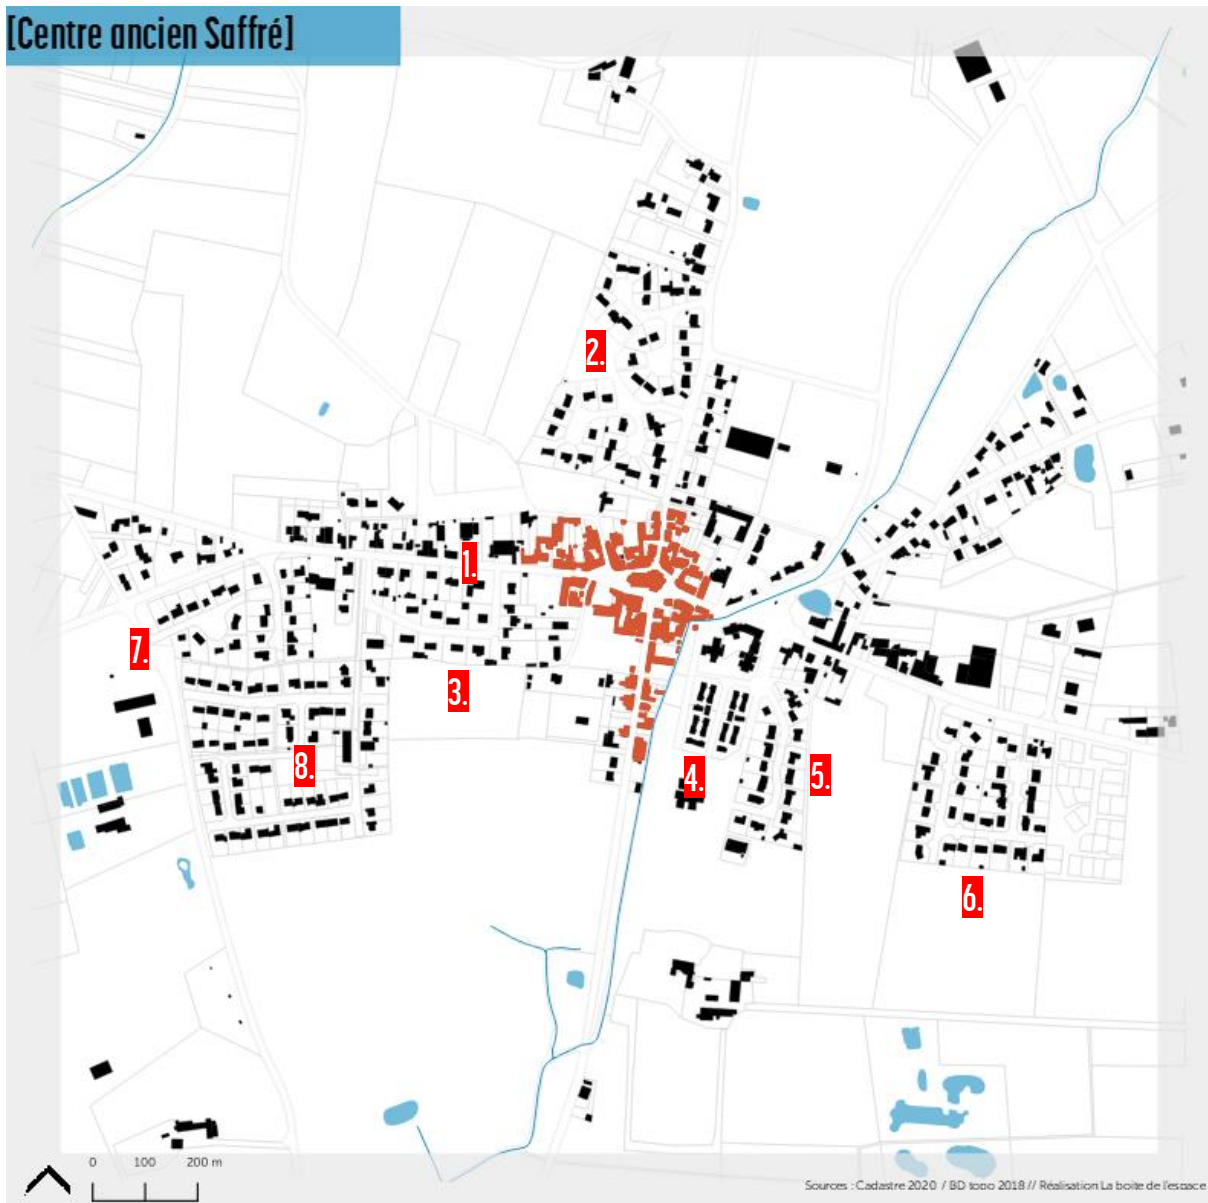 [Centre ancien Saffré]
2.
1.
7.
3.
8.
4.
5.
6.
0 100 200 m
Sources : Cadastre 2020 / BD topo 2018 // Réalisation La boite de l'espace